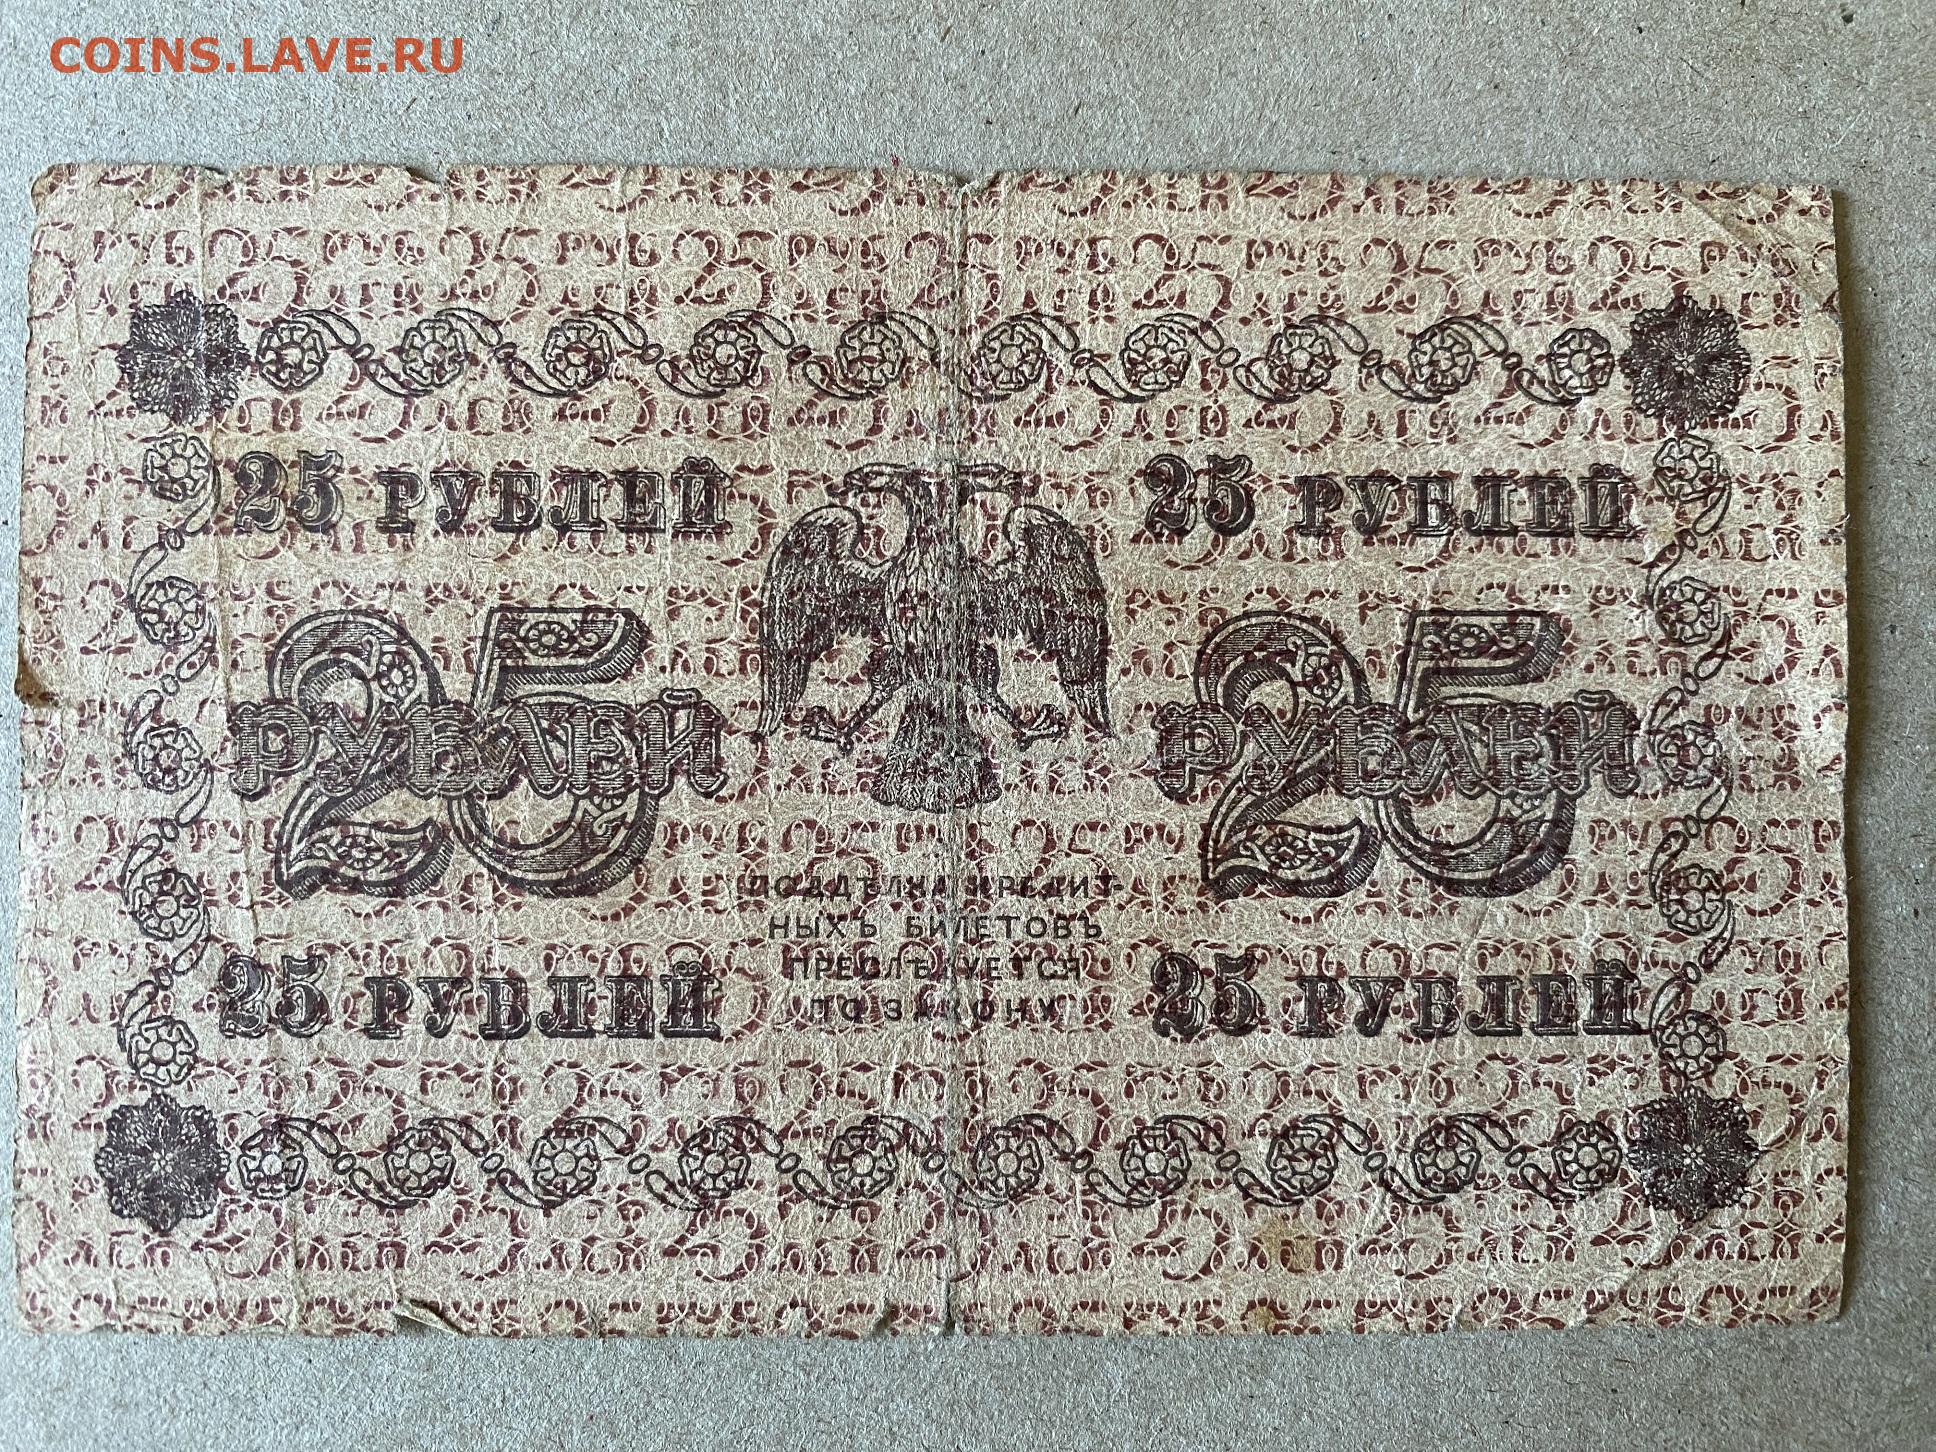 COINS.LAVE.RU
25 РУБЛЕЙ
25 РУБЛЕЙ
25 РУБЛЕЙ
25 РУБЛЕЙ
ПОДДѢЛКА КРЕДИТ-
НЫХЪ БИЛЕТОВЪ
ПРЕСЛѢДУЕТСЯ
ПО ЗАКОНУ
25 РУБЛЕЙ
25 РУБЛЕЙ